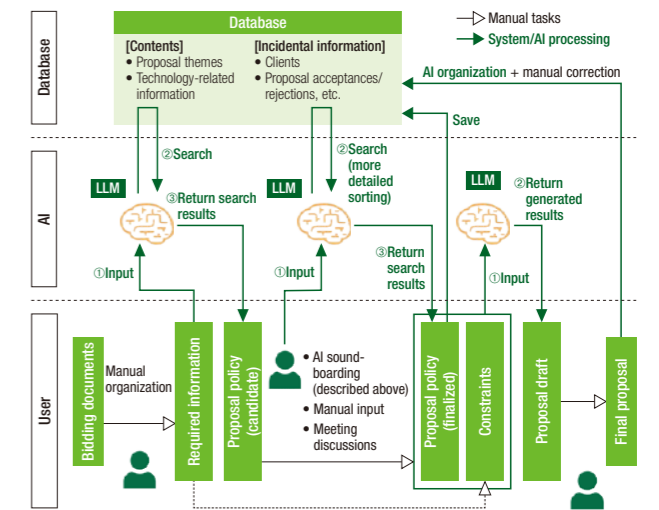 Database
[Contents]
• Proposal themes
• Technology-related
information
[Incidental information]
• Clients
• Proposal acceptances/
rejections, etc.
Manual tasks
System/AI processing
AI organization + manual correction
Save
Database
②Search
②Search
(more
detailed
sorting)
LLM
③Return search
results
LLM
LLM
②Return
generated
results
AI
①Input
①Input
③Return
search
results
①Input
User
Bidding documents
Manual
organization
Required information
Proposal policy
(candidate)
• AI sound-
boarding
(described above)
• Manual input
• Meeting
discussions
Proposal policy
(finalized)
Constraints
Proposal draft
Final proposal